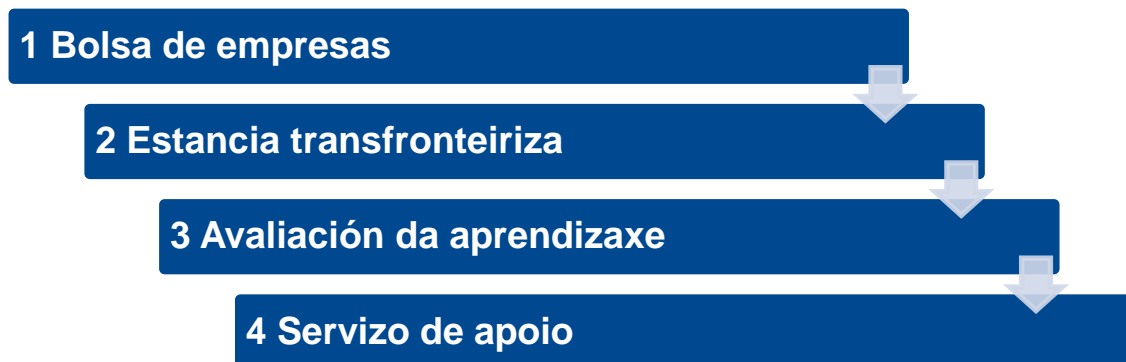 1 Bolsa de empresas
2 Estancia transfronteiriza
3 Avaliación da aprendizaxe
4 Servizo de apoio